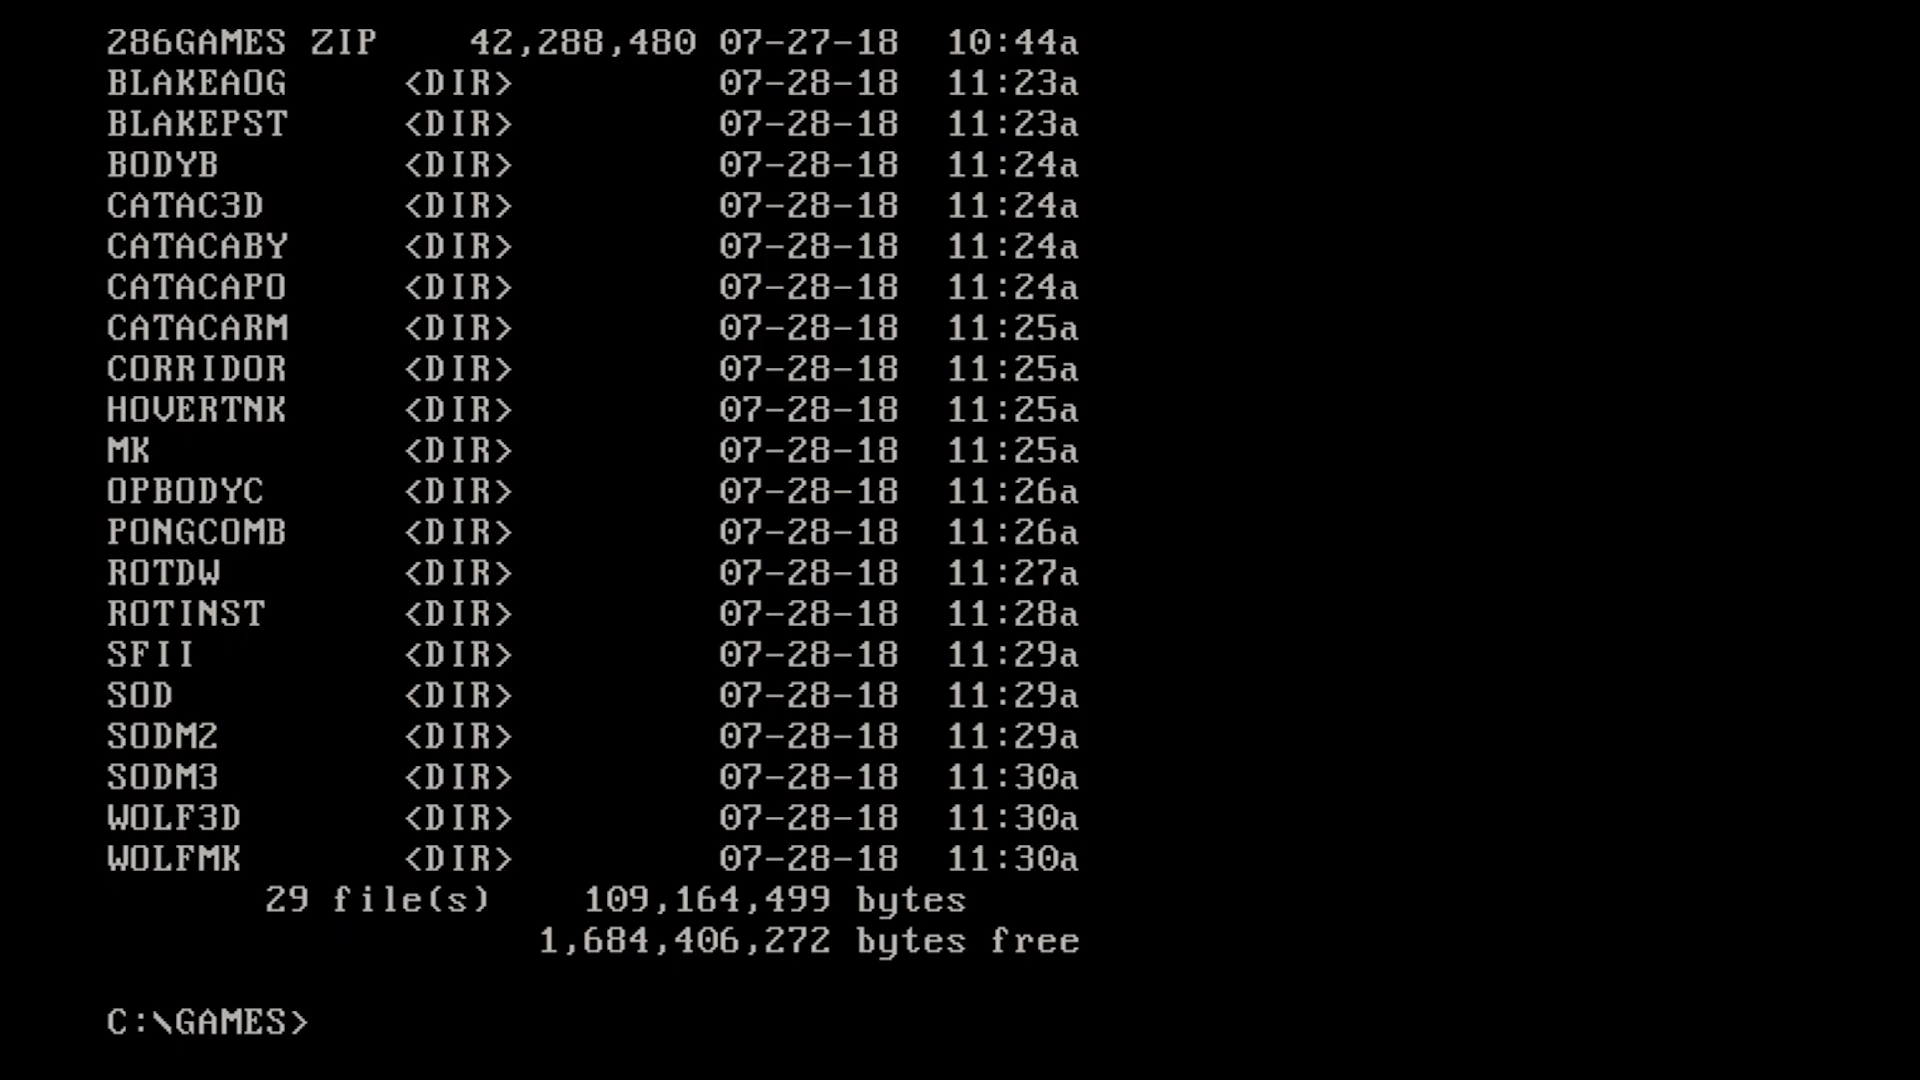 286GAMES ZIP    42,288,480 07-27-18  10:44a
BLAKEAOG     <DIR>         07-28-18  11:23a
BLAKEPST     <DIR>         07-28-18  11:23a
BODYB        <DIR>         07-28-18  11:24a
CATAC3D      <DIR>         07-28-18  11:24a
CATACABY     <DIR>         07-28-18  11:24a
CATACAPO     <DIR>         07-28-18  11:24a
CATACARM     <DIR>         07-28-18  11:25a
CORRIDOR     <DIR>         07-28-18  11:25a
HOVERTNK     <DIR>         07-28-18  11:25a
MK           <DIR>         07-28-18  11:25a
OPBODYC      <DIR>         07-28-18  11:26a
PONGCOMB     <DIR>         07-28-18  11:26a
ROTDW        <DIR>         07-28-18  11:27a
ROTINST      <DIR>         07-28-18  11:28a
SFII         <DIR>         07-28-18  11:29a
SOD          <DIR>         07-28-18  11:29a
SODM2        <DIR>         07-28-18  11:29a
SODM3        <DIR>         07-28-18  11:30a
WOLF3D       <DIR>         07-28-18  11:30a
WOLFMK       <DIR>         07-28-18  11:30a
       29 file(s)    109,164,499 bytes
                   1,684,406,272 bytes free
C:\GAMES>